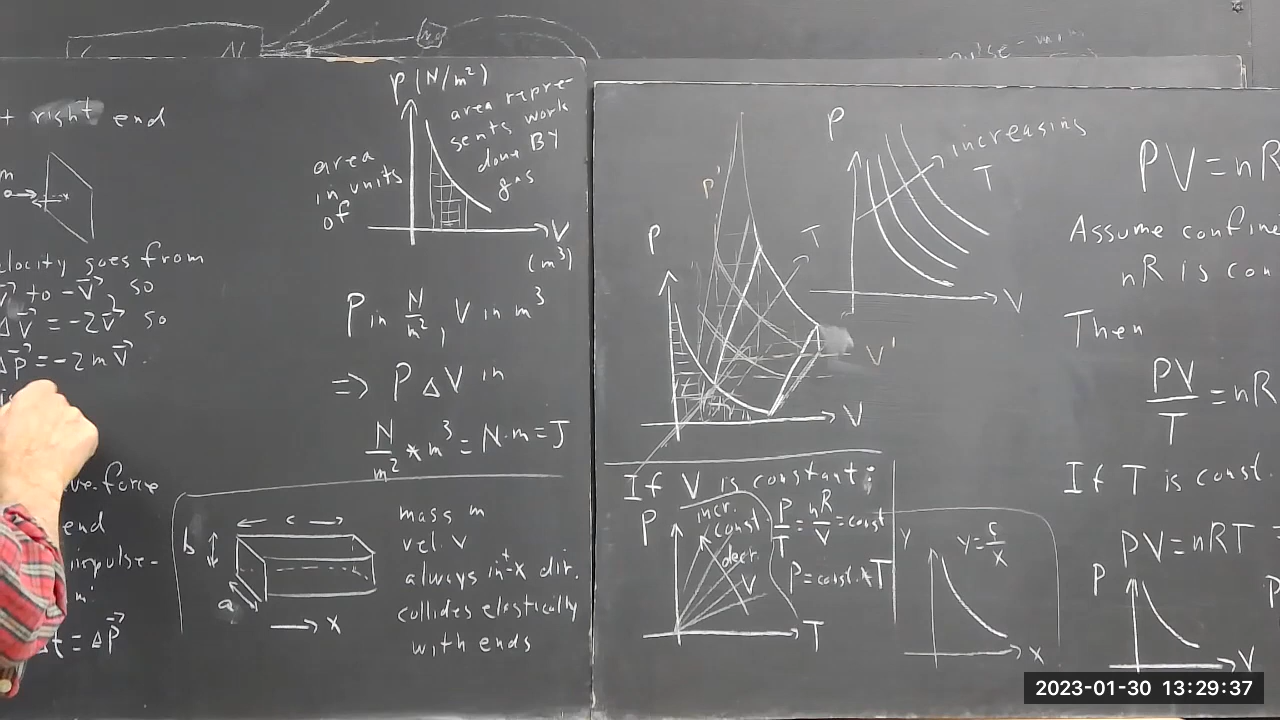 right end
m
velocity goes from
V⃗ to -V⃗, so
ΔV⃗ = -2V⃗ so
ΔP⃗ = -2mV⃗.
force
end
impulse-
Δt = ΔP⃗
P (N/m²)
area repre-
sents work
done BY
gas
area
in units
of
V
(m³)
P in N/m², V in m³
=> PΔV in
N/m² * m³ = N·m = J
b
c
a
x
mass m
vel. V
always in +x dir.
collides elastically
with ends
P'
P
T
V'
V
P
increasing
T
V
If V is constant:
P
incr.
const.
decr.
V
T
P/T = nR/V = const
P = const. * T
Y
y = c/x
x
PV = nR
Assume confine
nR is con
Then
PV/T = nR
If T is const.
PV = nRT =
P
V
P
2023-01-30 13:29:37